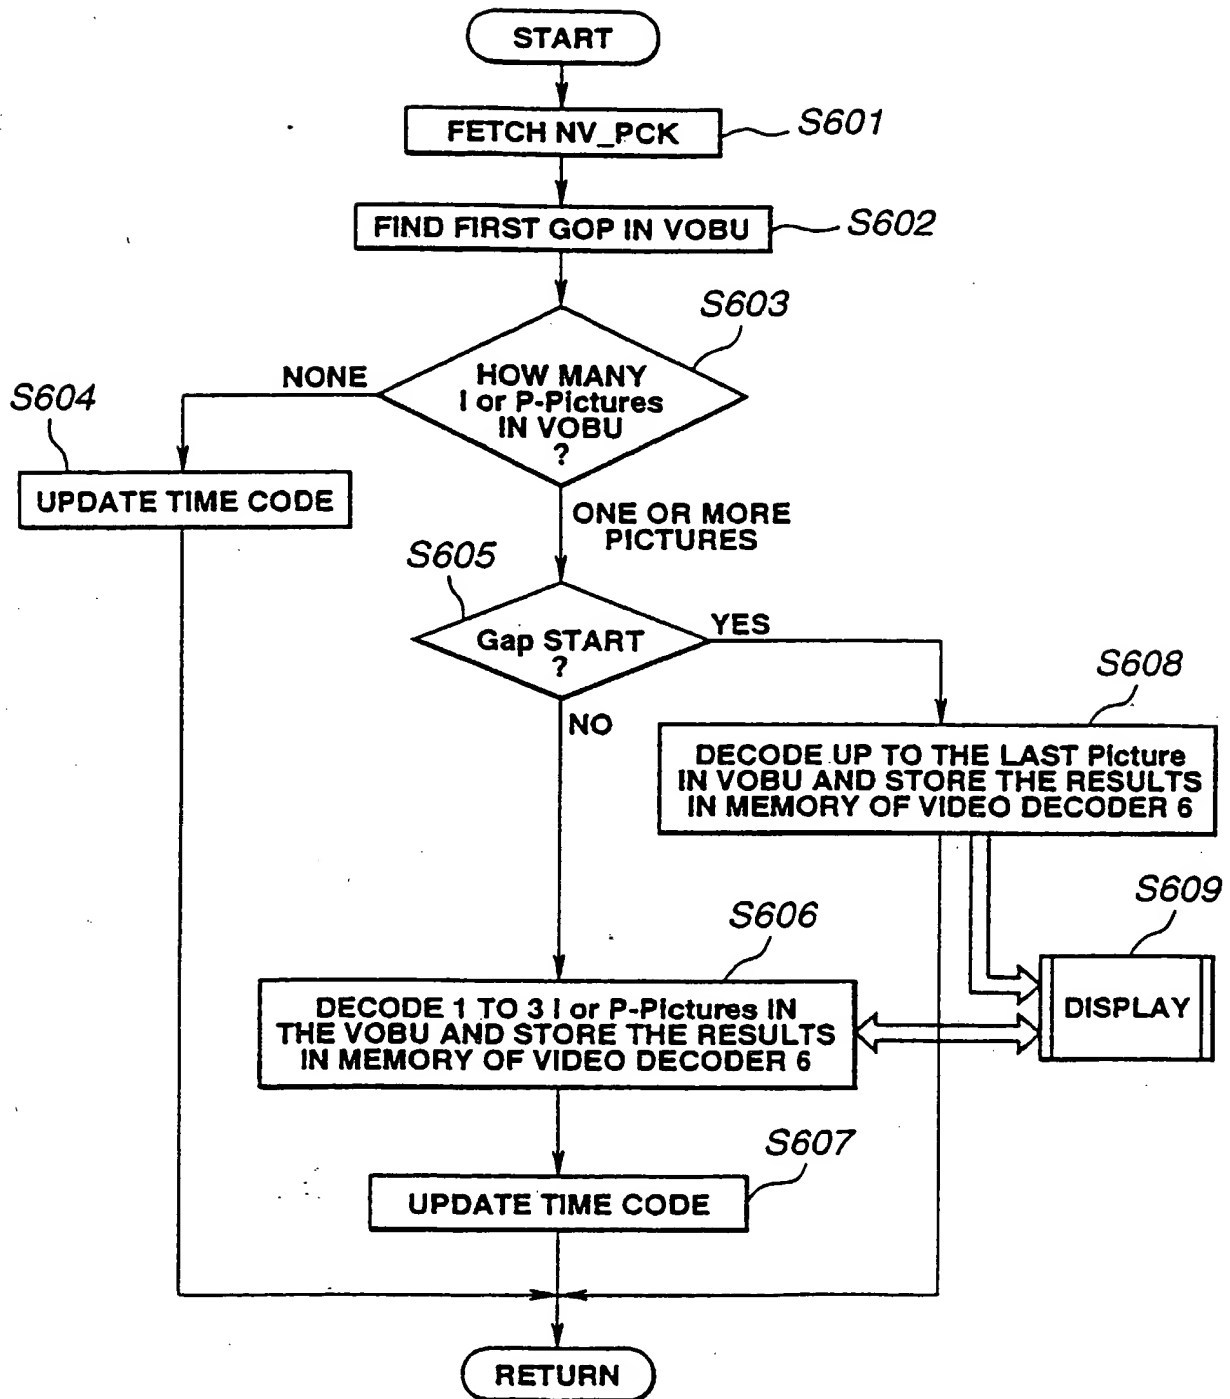 START
FETCH NV_PCK
S601
FIND FIRST GOP IN VOBU
S602
S603
HOW MANY
I or P-Pictures
IN VOBU
?
NONE
S604
UPDATE TIME CODE
ONE OR MORE
PICTURES
S605
Gap START
?
YES
NO
S608
DECODE UP TO THE LAST Picture
IN VOBU AND STORE THE RESULTS
IN MEMORY OF VIDEO DECODER 6
S609
DISPLAY
S606
DECODE 1 TO 3 I or P-Pictures IN
THE VOBU AND STORE THE RESULTS
IN MEMORY OF VIDEO DECODER 6
S607
UPDATE TIME CODE
RETURN